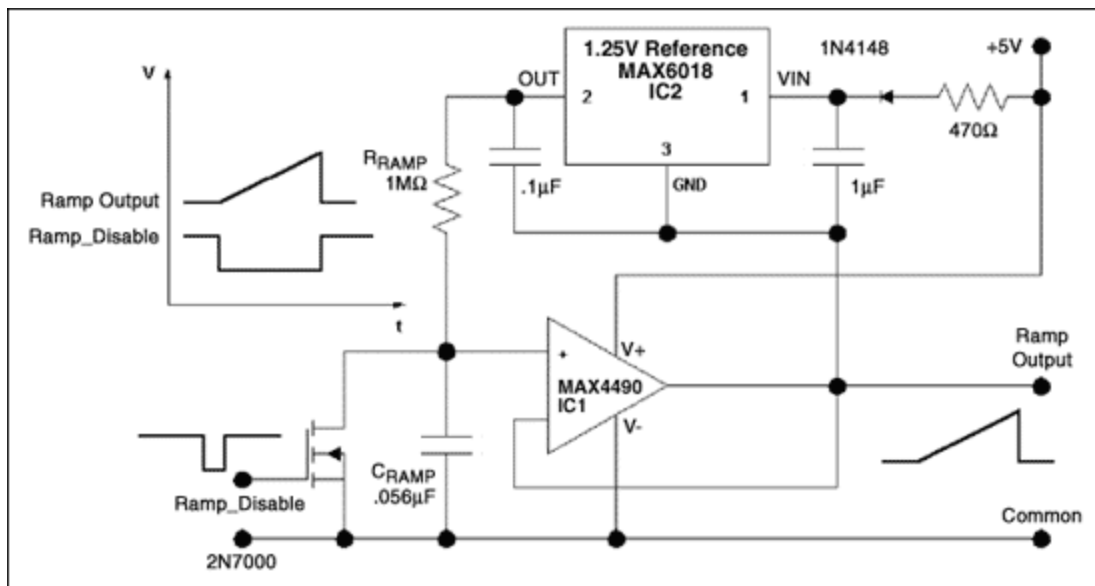 1.25V Reference
MAX6018
IC2
1N4148
+5V
V
OUT
2
1
VIN
470Ω
3
GND
.1µF
1µF
RRAMP
1MΩ
Ramp Output
Ramp_Disable
t
+
V+
MAX4490
IC1
V-
Ramp
Output
CRAMP
.056µF
Ramp_Disable
Common
2N7000